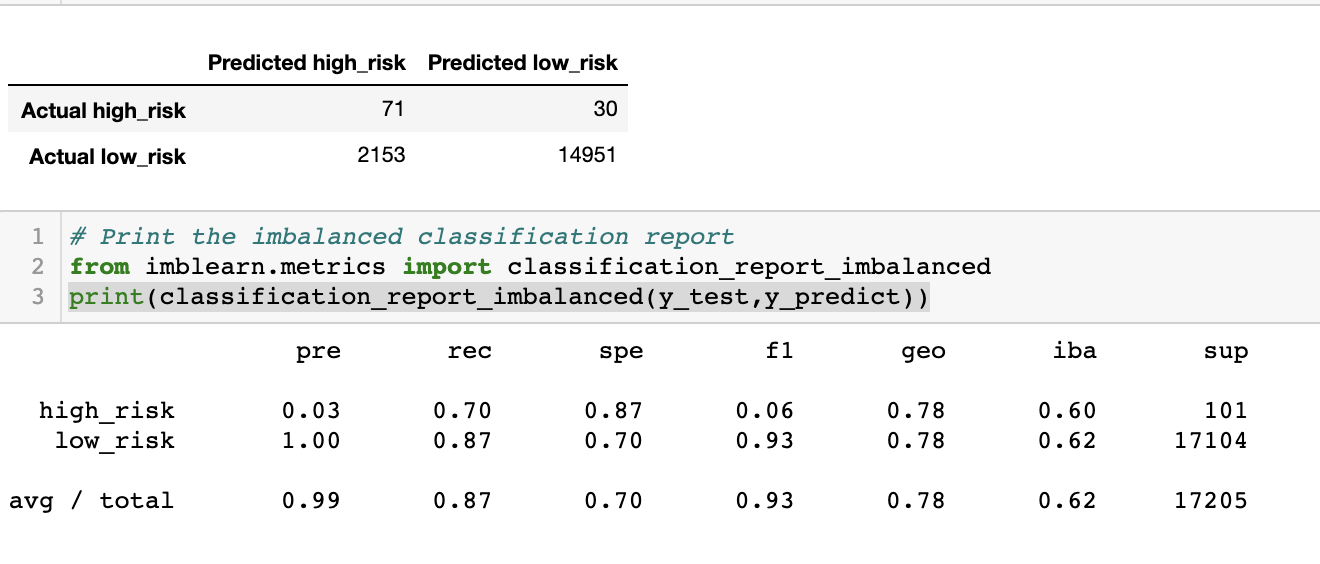 Predicted high_risk Predicted low_risk
Actual high_risk 71 30
Actual low_risk 2153 14951
1 # Print the imbalanced classification report
2 from imblearn.metrics import classification_report_imbalanced
3 print(classification_report_imbalanced(y_test,y_predict))
pre rec spe f1 geo iba sup
high_risk 0.03 0.70 0.87 0.06 0.78 0.60 101
low_risk 1.00 0.87 0.70 0.93 0.78 0.62 17104
avg / total 0.99 0.87 0.70 0.93 0.78 0.62 17205